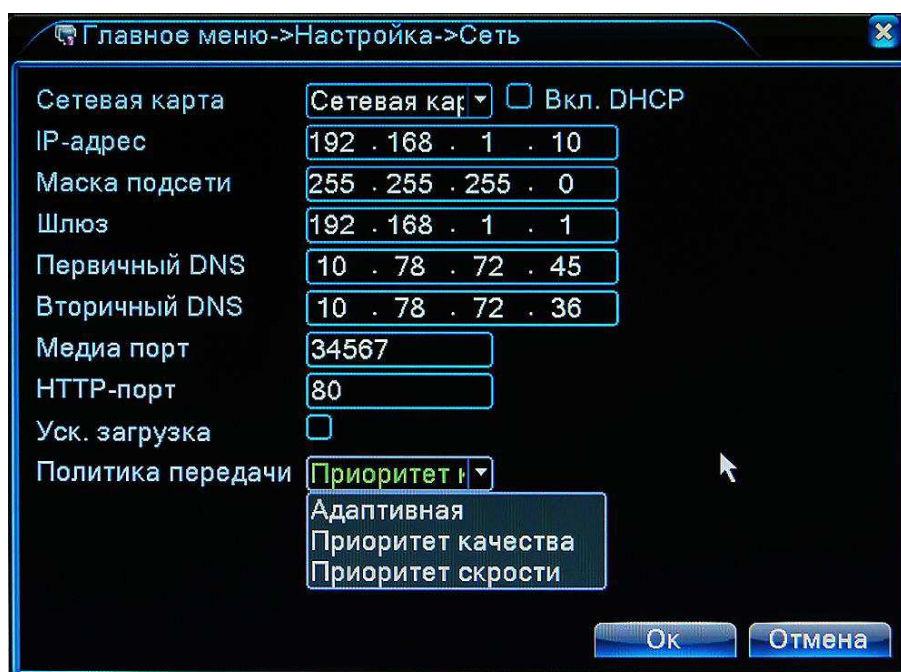 Главное меню->Настройка->Сеть
Сетевая карта Сетевая кар Вкл. DHCP
IP-адрес 192 . 168 . 1 . 10
Маска подсети 255 . 255 . 255 . 0
Шлюз 192 . 168 . 1 . 1
Первичный DNS 10 . 78 . 72 . 45
Вторичный DNS 10 . 78 . 72 . 36
Медиа порт 34567
HTTP-порт 80
Уск. загрузка
Политика передачи Приоритет к
Адаптивная
Приоритет качества
Приоритет скрости
Ок Отмена